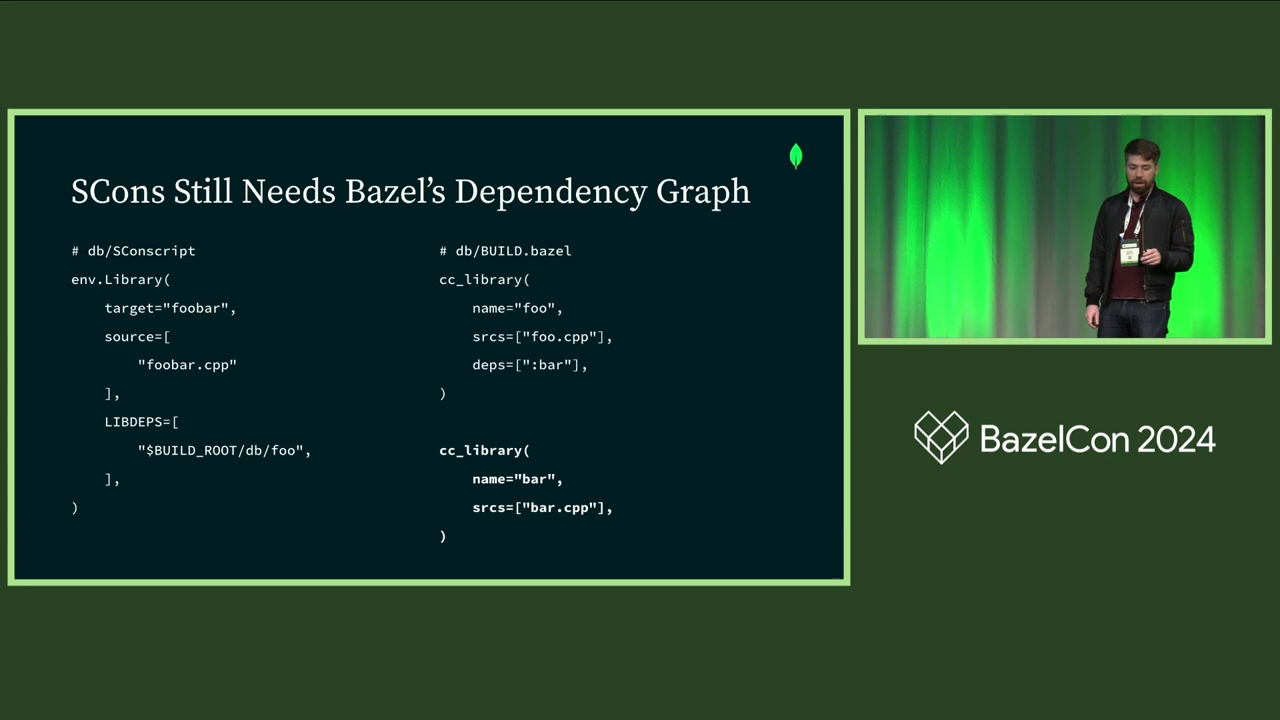 SCons Still Needs Bazel’s Dependency Graph
# db/SConscript
env.Library(
    target="foobar",
    source=[
        "foobar.cpp"
    ],
    LIBDEPS=[
        "$BUILD_ROOT/db/foo",
    ],
)
# db/BUILD.bazel
cc_library(
    name="foo",
    srcs=["foo.cpp"],
    deps=[":bar"],
)
cc_library(
    name="bar",
    srcs=["bar.cpp"],
)
BazelCon 2024